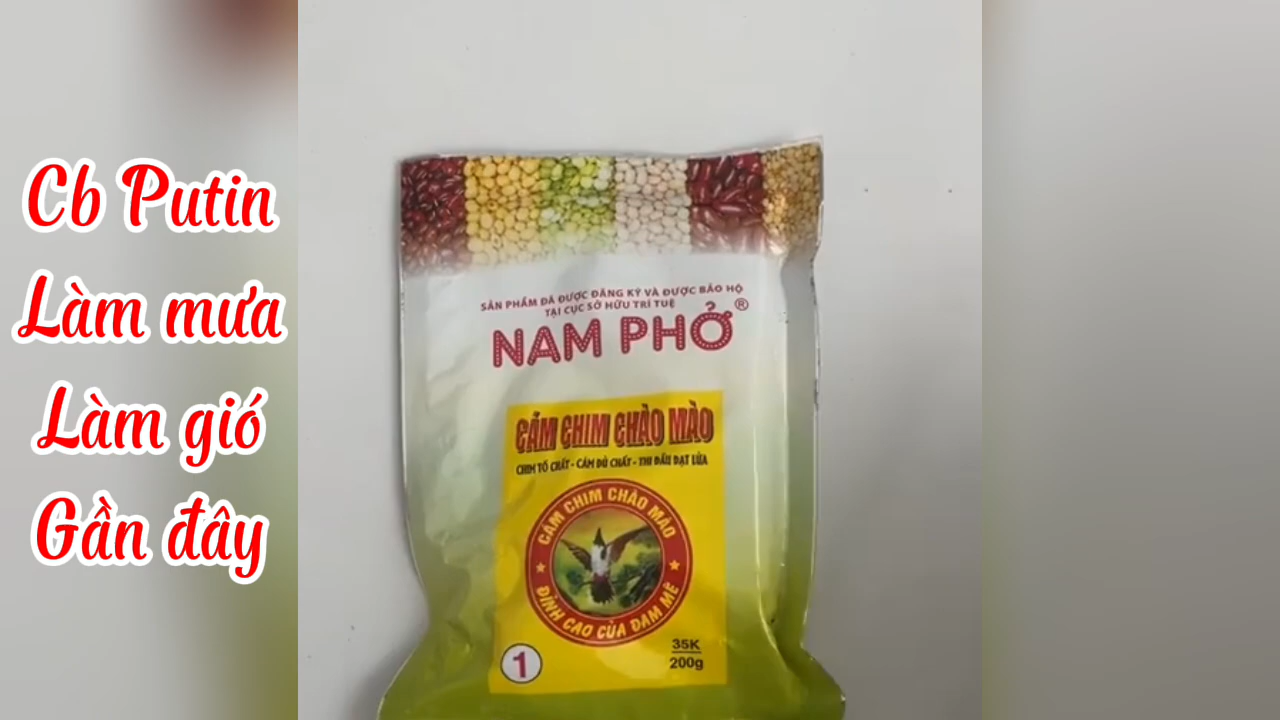 Cb Putin
Làm mưa
Làm gió
Gần đây
SẢN PHẨM ĐÃ ĐƯỢC ĐĂNG KÝ VÀ ĐƯỢC BẢO HỘ
TẠI CỤC SỞ HỮU TRÍ TUỆ
NAM PHỔ®
CÁM CHIM CHÀO MÀO
CHIM TỐ CHẤT - CÁM ĐỦ CHẤT - THI ĐẤU ĐẠT LỬA
CÁM CHIM CHÀO MÀO
ĐỈNH CAO CỦA ĐAM MÊ
1
35K
200g